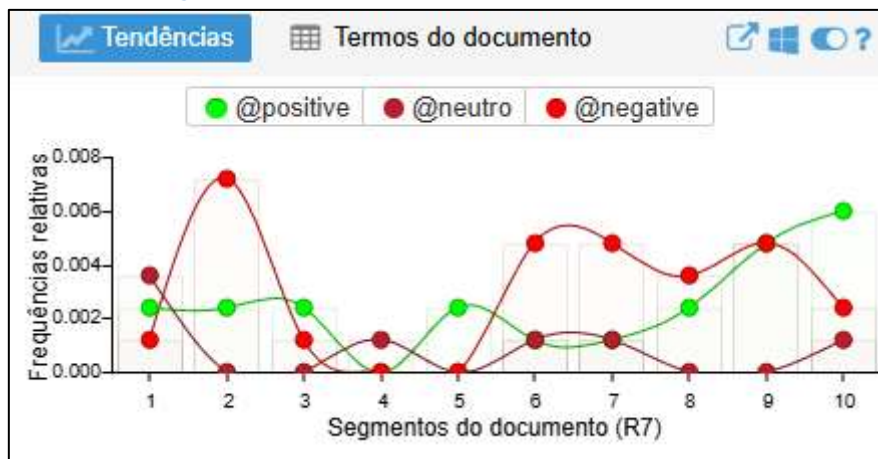 Tendências Termos do documento ?
@positive @neutro @negative
Frequências relativas
0.008
0.006
0.004
0.002
0.000
1 2 3 4 5 6 7 8 9 10
Segmentos do documento (R7)